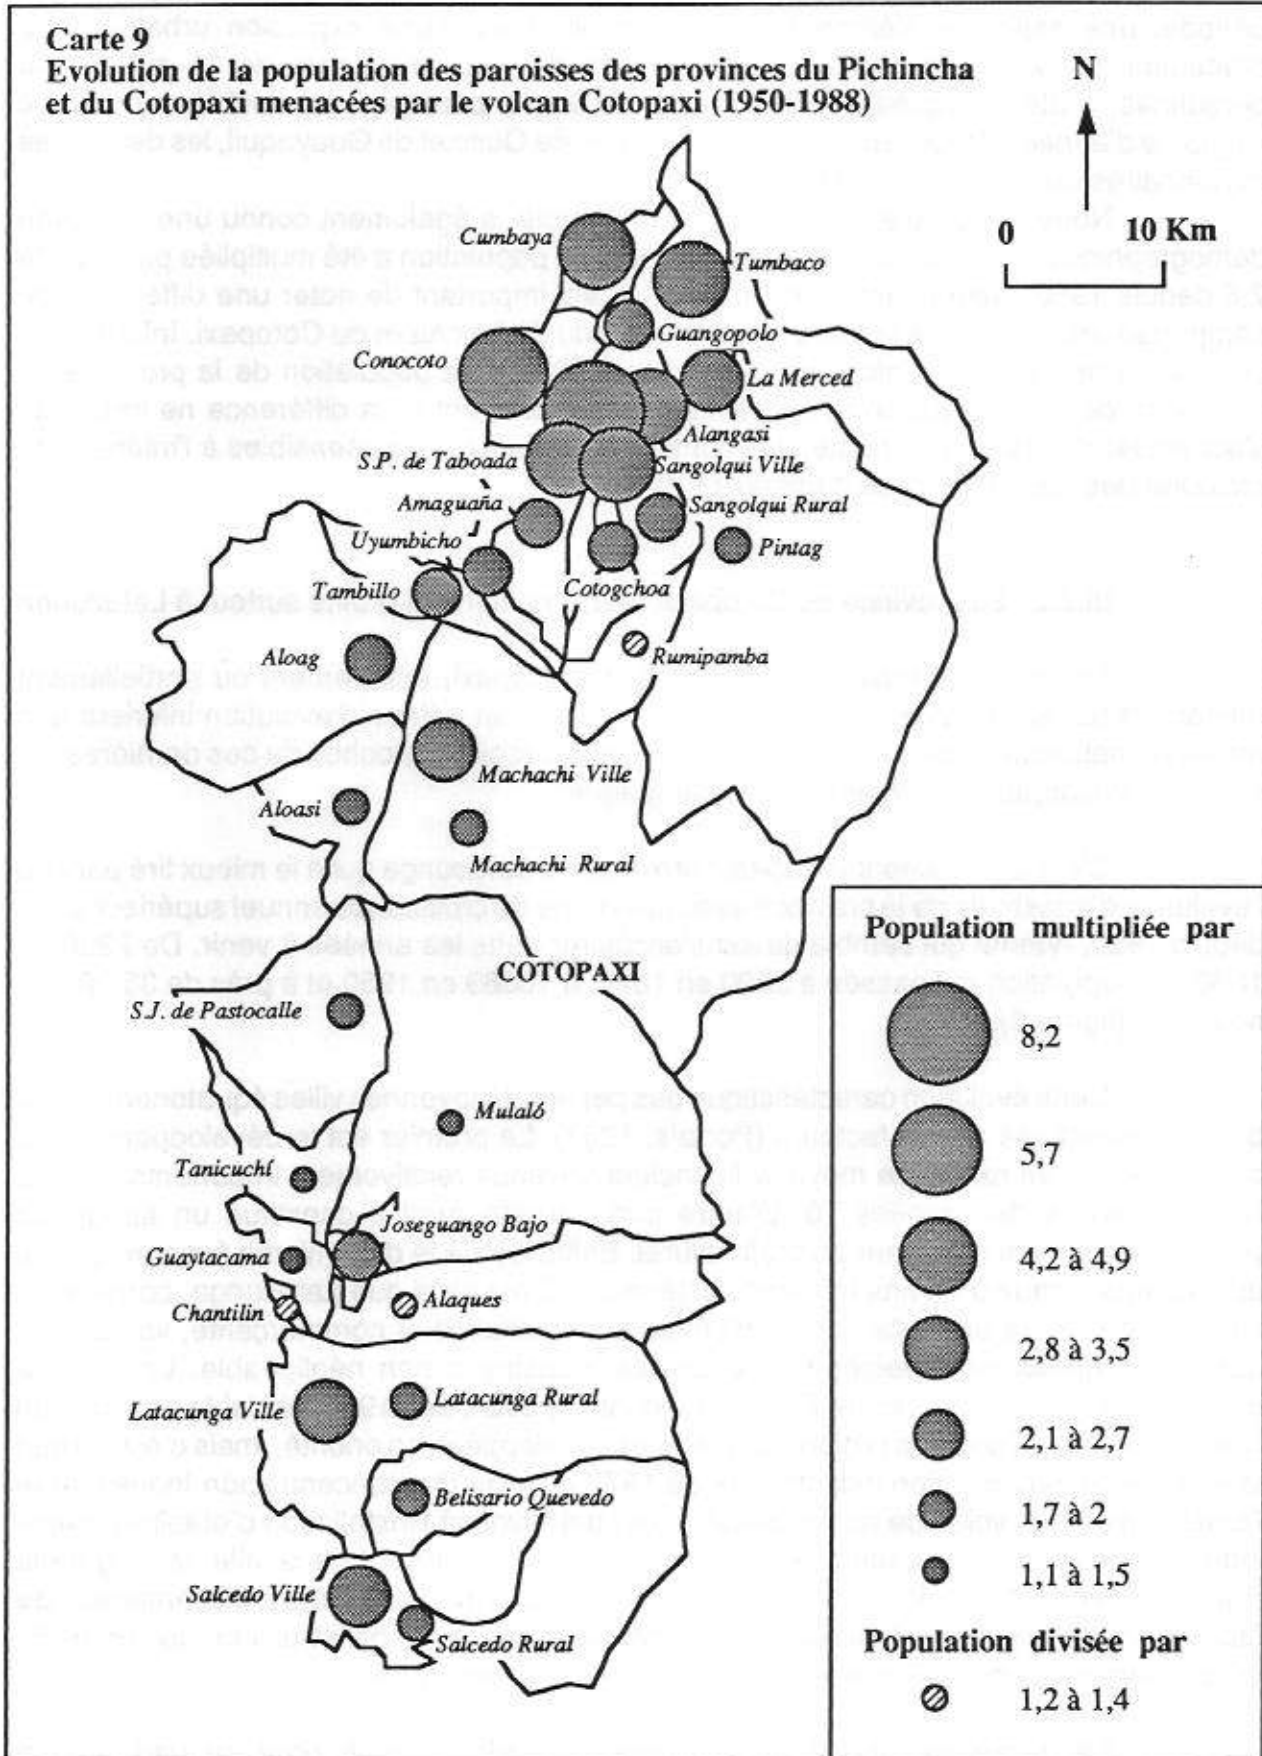 Carte 9
Evolution de la population des paroisses des provinces du Pichincha
et du Cotopaxi menacées par le volcan Cotopaxi (1950-1988)
N
0 10 Km
Cumbaya
Tumbaco
Guangopolo
Conocoto
La Merced
Alangasi
S.P. de Taboada
Sangolqui Ville
Amaguaña
Sangolqui Rural
Uyumbicho
Pintag
Tambillo
Cotogchoa
Aloag
Rumipamba
Machachi Ville
Aloasi
Machachi Rural
COTOPAXI
S.J. de Pastocalle
Mulaló
Tanicuchí
Joseguango Bajo
Guaytacama
Chantilin
Alaques
Latacunga Ville
Latacunga Rural
Belisario Quevedo
Salcedo Ville
Salcedo Rural
Population multipliée par
8,2
5,7
4,2 à 4,9
2,8 à 3,5
2,1 à 2,7
1,7 à 2
1,1 à 1,5
Population divisée par
1,2 à 1,4